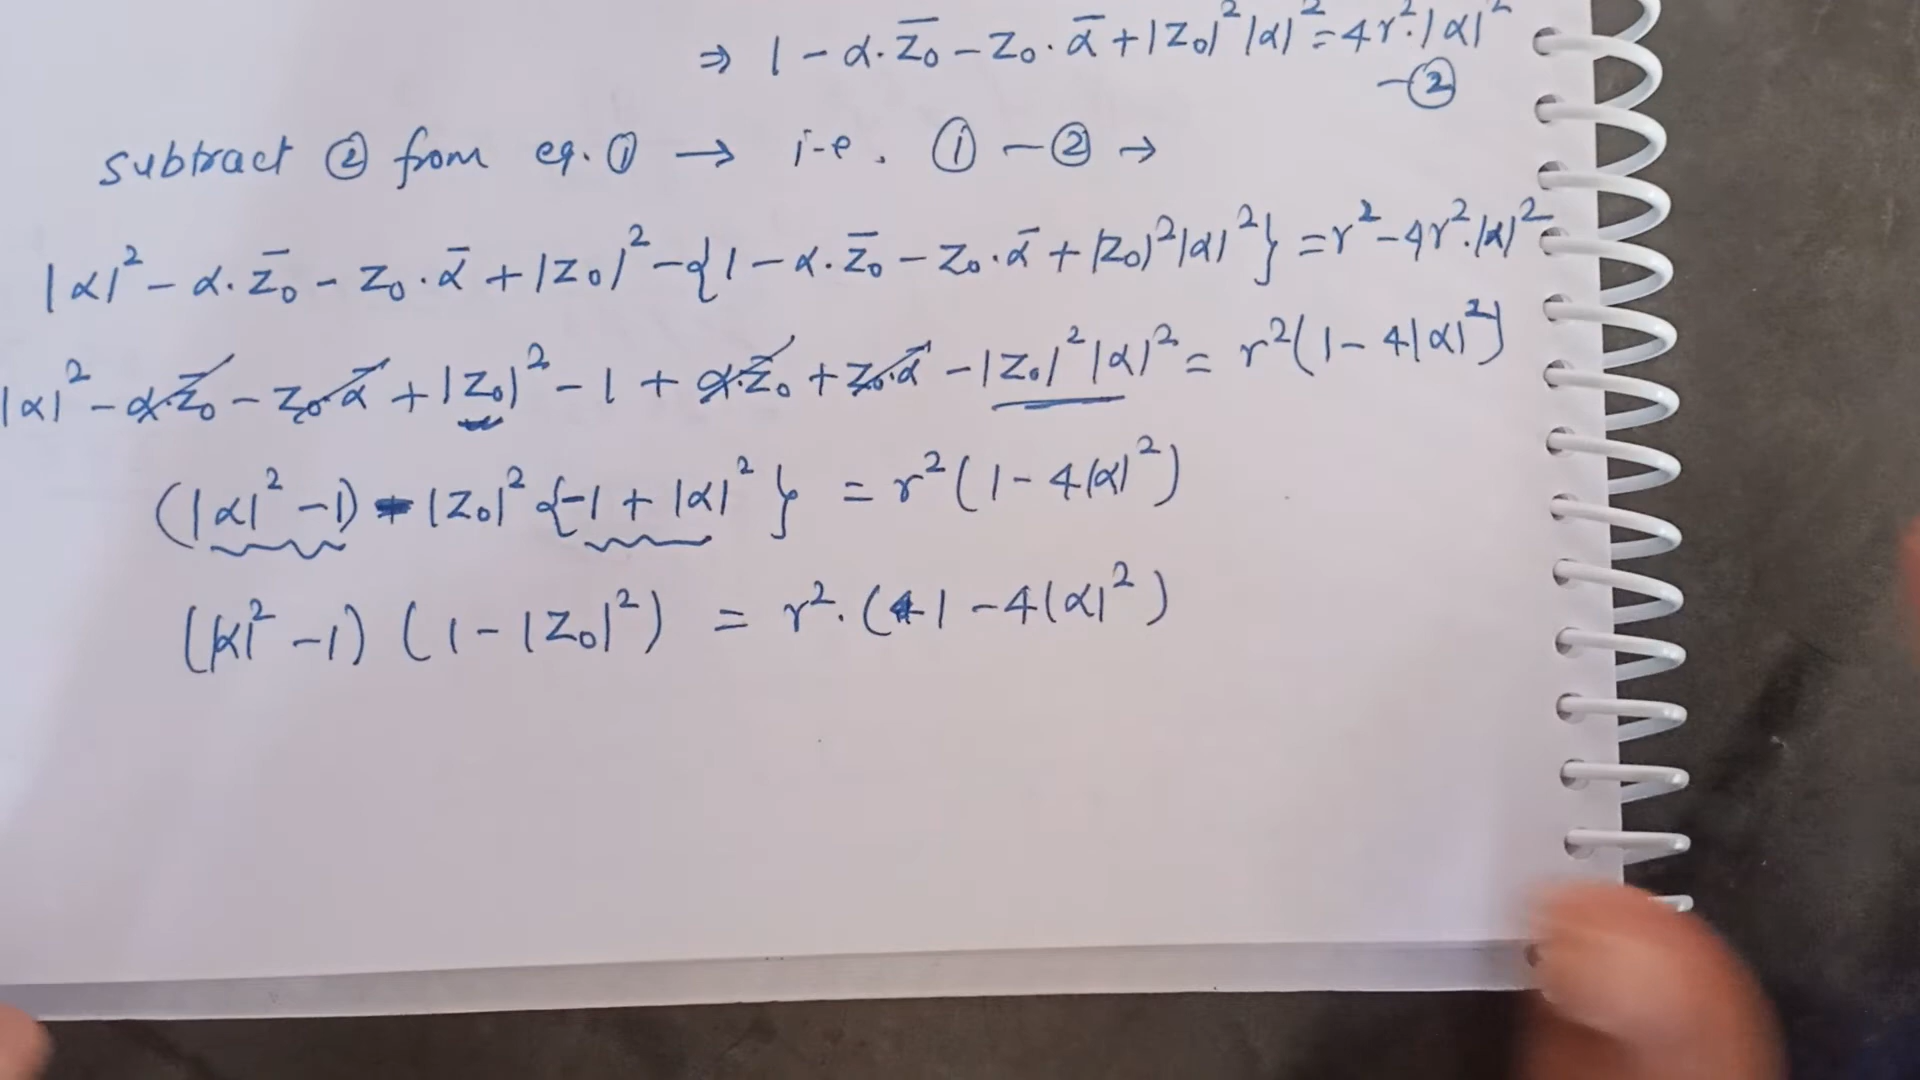 ⇒ 1 - α.z̄₀ - z₀.ᾱ + |z₀|²|α|² = 4r².|α|²
-②
subtract ② from eq. ① → i-e. ① - ② →
|α|² - α.z̄₀ - z₀.ᾱ + |z₀|² - {1 - α.z̄₀ - z₀.ᾱ + |z₀|²|α|²} = r² - 4r².|α|²
|α|² - α.z̄₀ - z₀ᾱ + |z₀|² - 1 + α.z̄₀ + z₀.ᾱ - |z₀|²|α|² = r²(1 - 4|α|²)
(|α|² - 1) - |z₀|² {-1 + |α|²} = r²(1 - 4|α|²)
(|α|² - 1) (1 - |z₀|²) = r².(1 - 4|α|²)